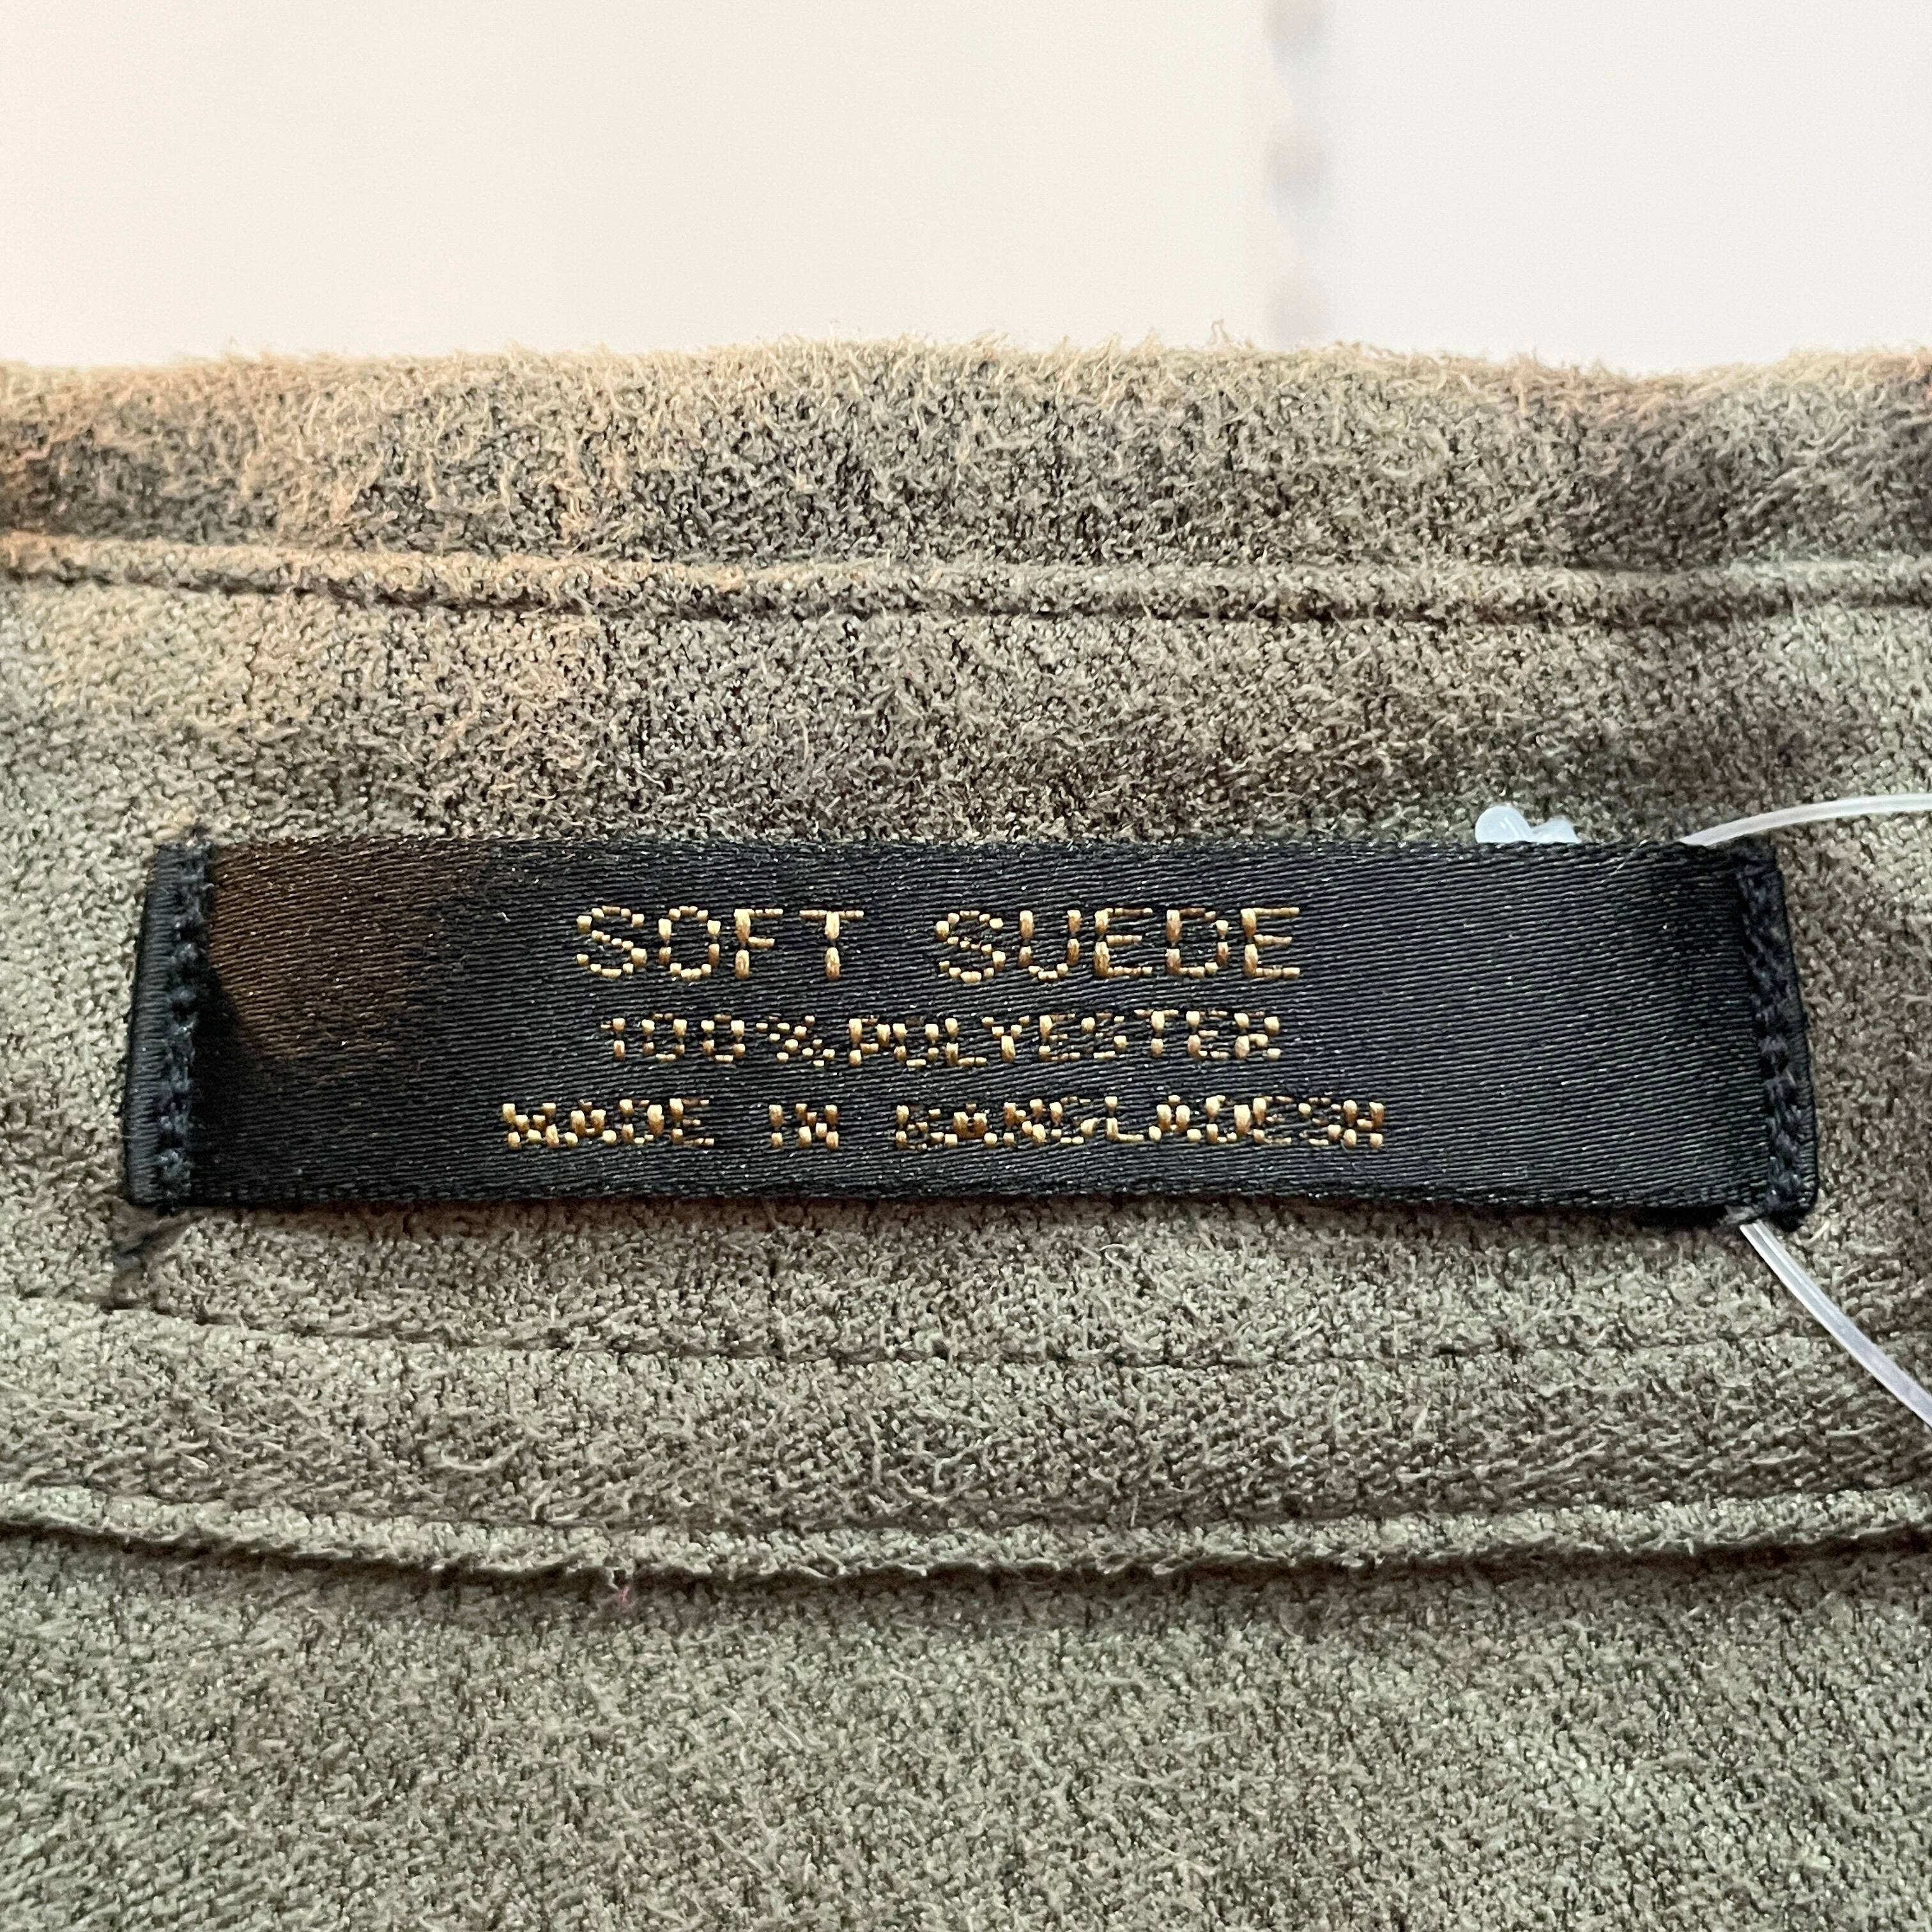 SOFT SUEDE
100% POLYESTER
MADE IN BANGLADESH